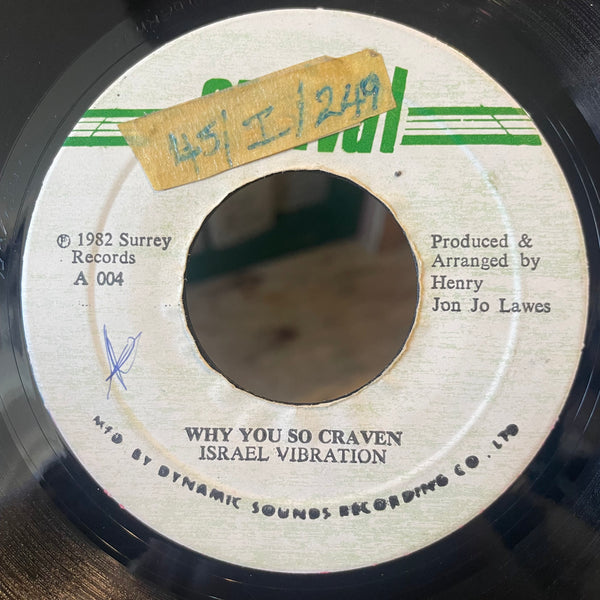 45/I/249
℗ 1982 Surrey
Records
A 004
Produced &
Arranged by
Henry
Jon Jo Lawes
WHY YOU SO CRAVEN
ISRAEL VIBRATION
MFD BY DYNAMIC SOUNDS RECORDING CO. LTD